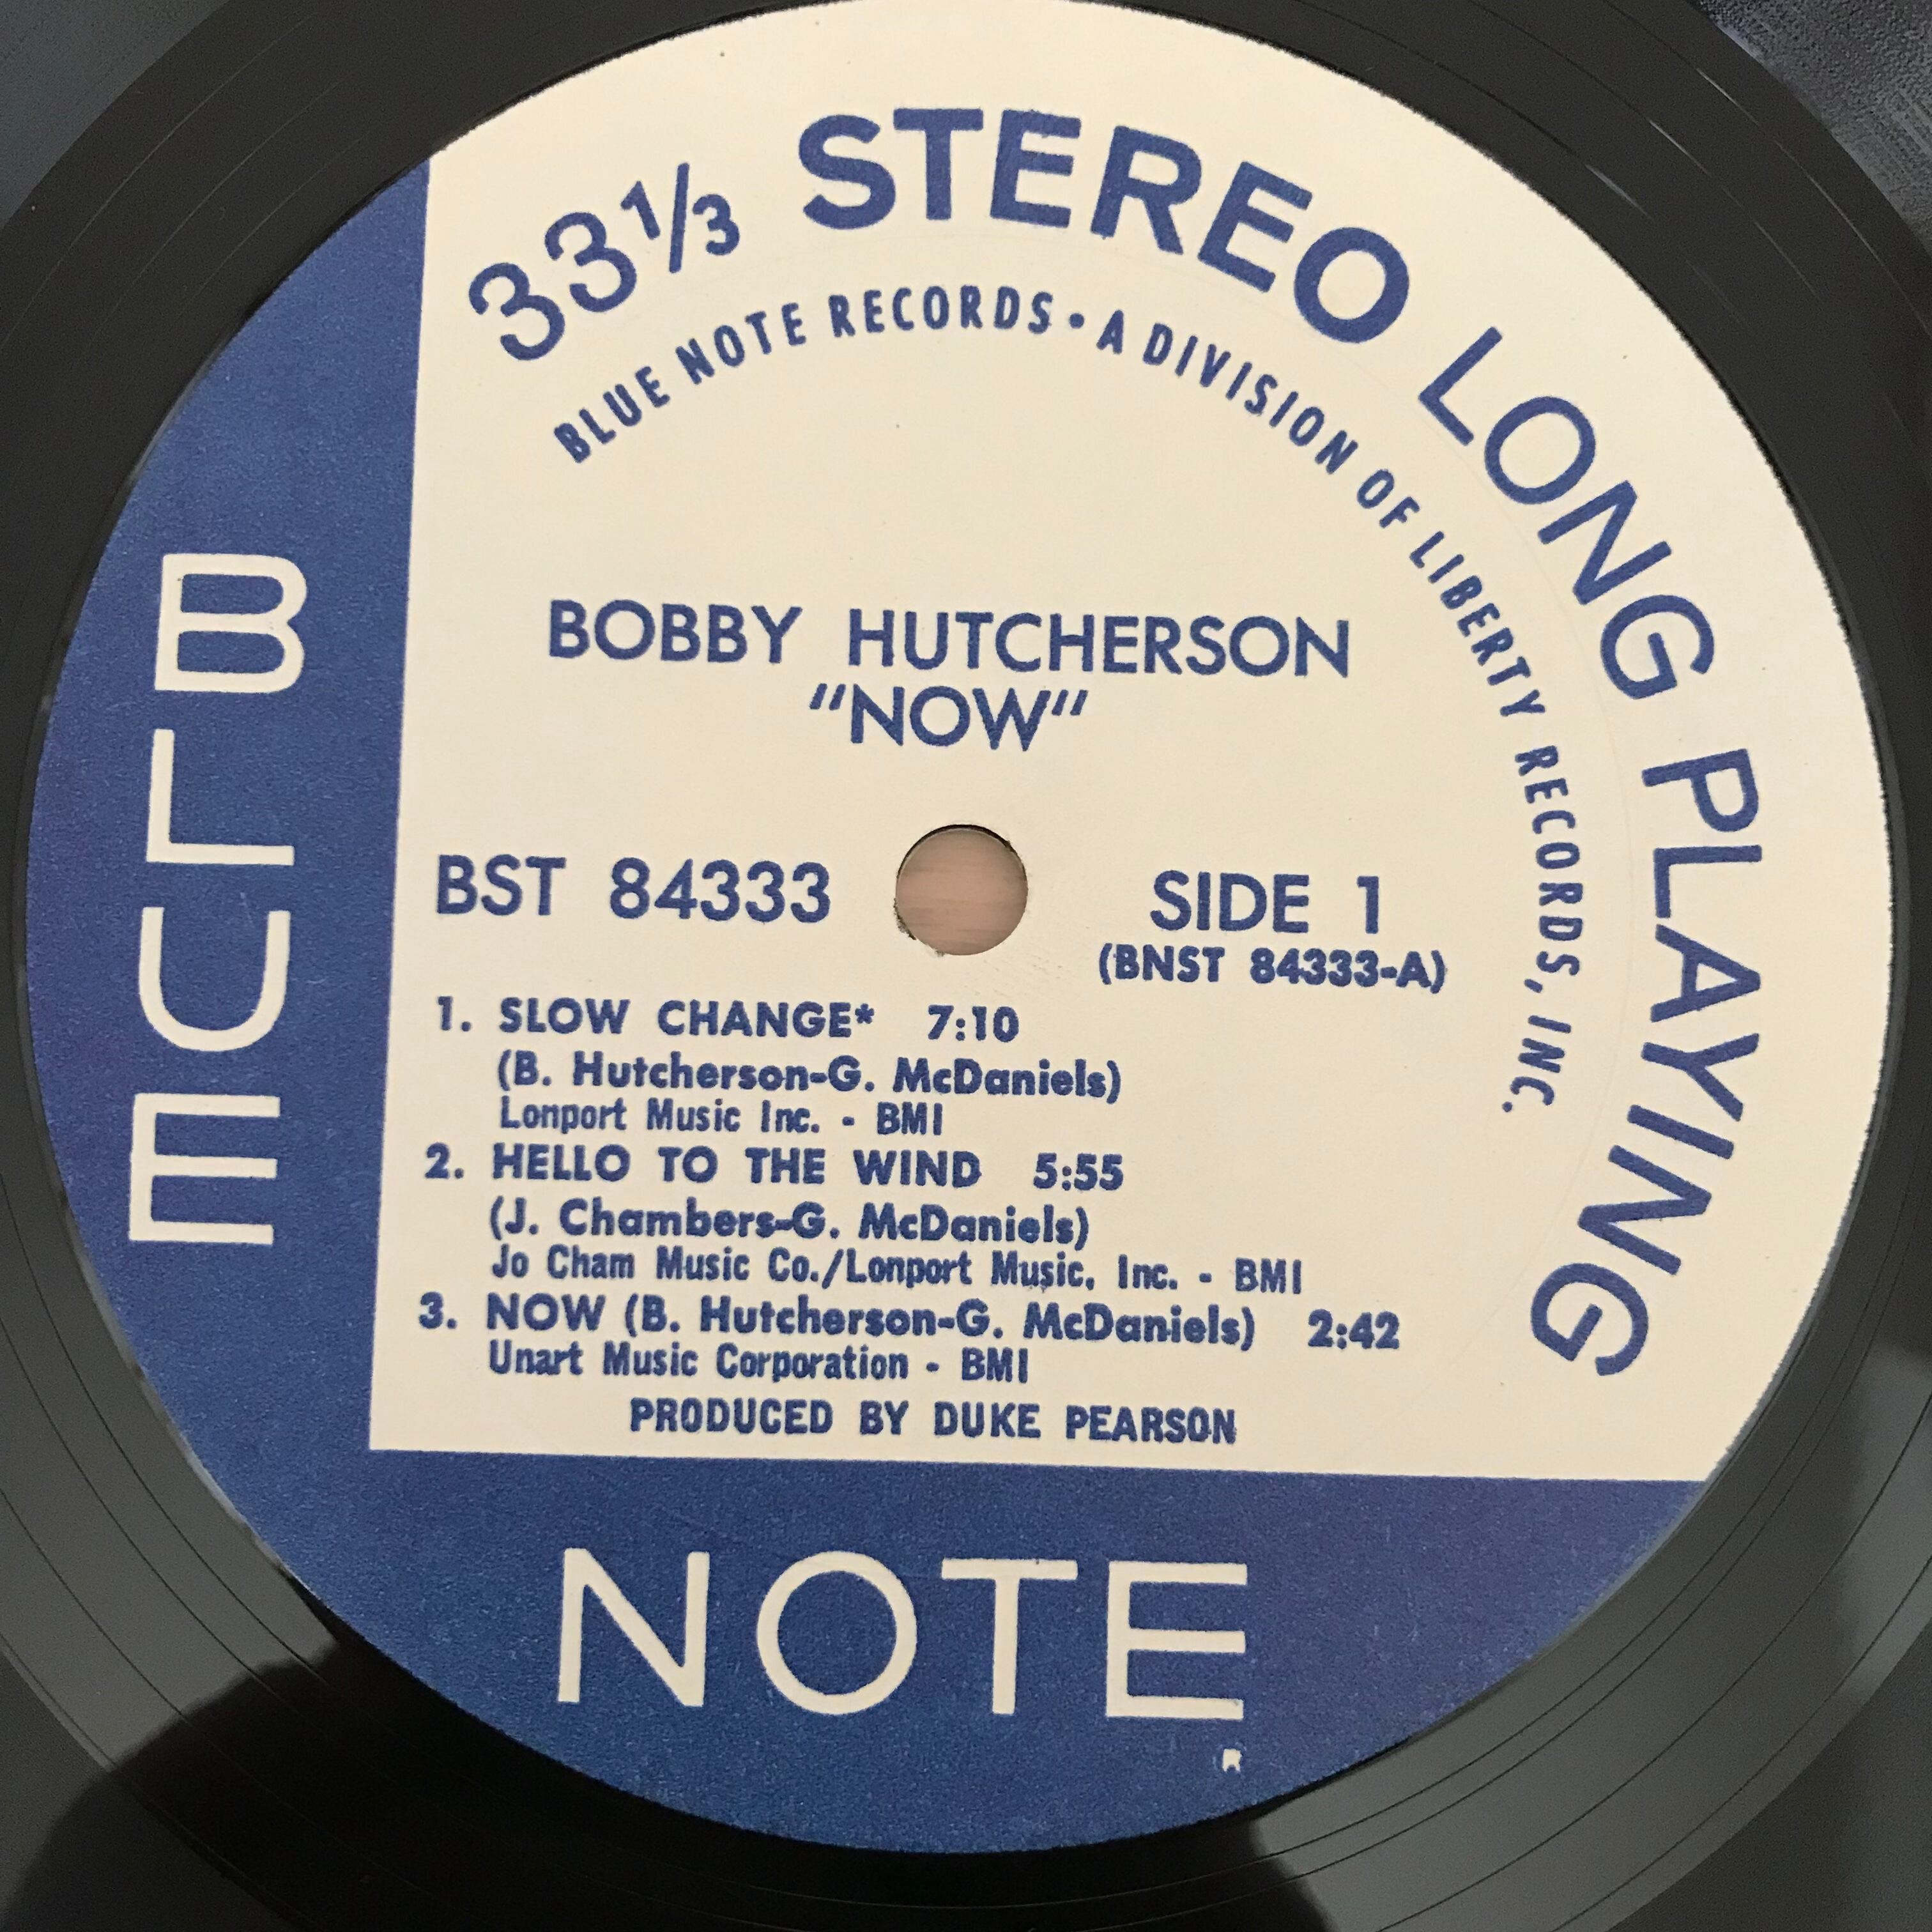 33 1/3 STEREO LONG PLAYING
BLUE NOTE RECORDS • A DIVISION OF LIBERTY RECORDS, INC.
BOBBY HUTCHERSON
"NOW"
BST 84333
SIDE 1
(BNST 84333-A)
1. SLOW CHANGE* 7:10
(B. Hutcherson-G. McDaniels)
Lonport Music Inc. - BMI
2. HELLO TO THE WIND 5:55
(J. Chambers-G. McDaniels)
Jo Cham Music Co./Lonport Music, Inc. - BMI
3. NOW (B. Hutcherson-G. McDaniels) 2:42
Unart Music Corporation - BMI
PRODUCED BY DUKE PEARSON
BLUE
NOTE
R